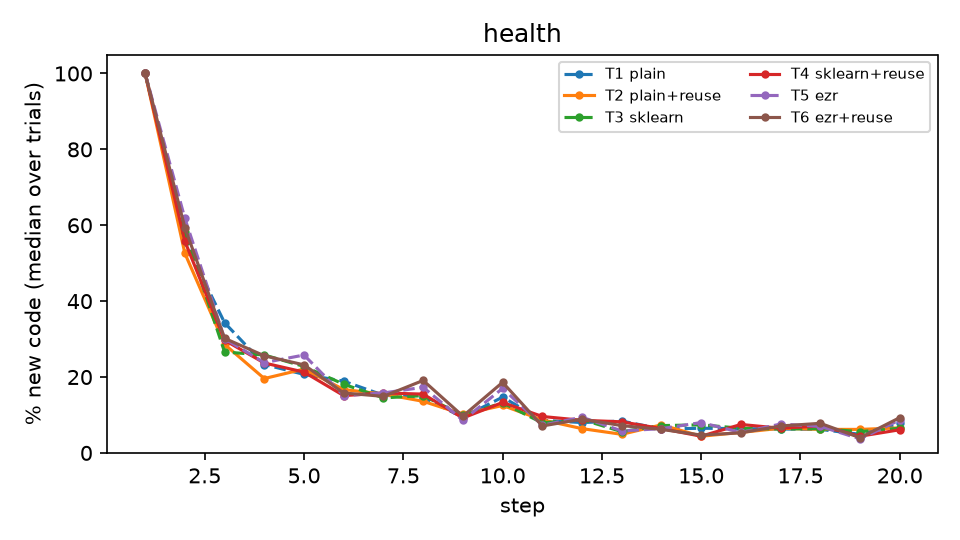 health
% new code (median over trials)
100
80
60
40
20
0
T1 plain
T2 plain+reuse
T3 sklearn
T4 sklearn+reuse
T5 ezr
T6 ezr+reuse
2.5 5.0 7.5 10.0 12.5 15.0 17.5 20.0
step